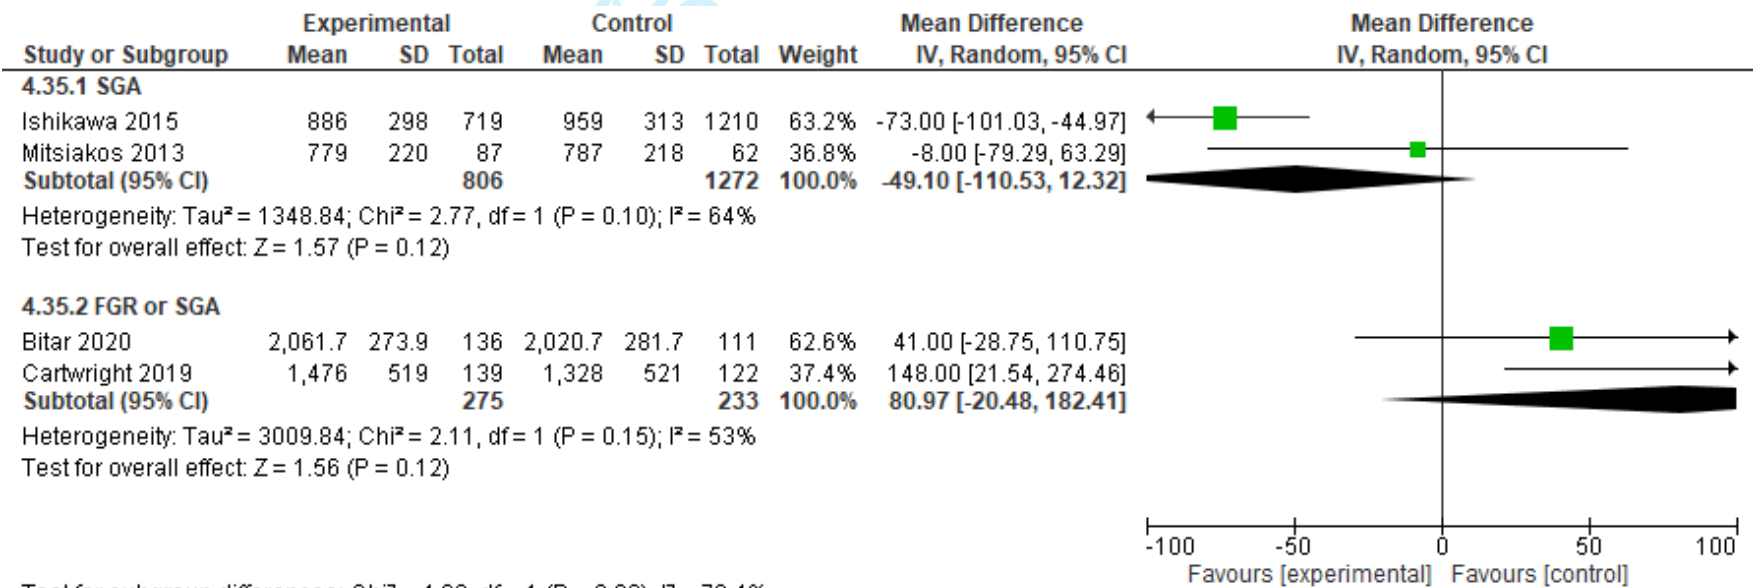 Experimental Control Mean Difference Mean Difference
Study or Subgroup Mean SD Total Mean SD Total Weight IV, Random, 95% CI IV, Random, 95% CI
4.35.1 SGA
Ishikawa 2015 886 298 719 959 313 1210 63.2% -73.00 [-101.03, -44.97]
Mitsiakos 2013 779 220 87 787 218 62 36.8% -8.00 [-79.29, 63.29]
Subtotal (95% CI) 806 1272 100.0% -49.10 [-110.53, 12.32]
Heterogeneity: Tau² = 1348.84; Chi² = 2.77, df = 1 (P = 0.10); I² = 64%
Test for overall effect: Z = 1.57 (P = 0.12)
4.35.2 FGR or SGA
Bitar 2020 2,061.7 273.9 136 2,020.7 281.7 111 62.6% 41.00 [-28.75, 110.75]
Cartwright 2019 1,476 519 139 1,328 521 122 37.4% 148.00 [21.54, 274.46]
Subtotal (95% CI) 275 233 100.0% 80.97 [-20.48, 182.41]
Heterogeneity: Tau² = 3009.84; Chi² = 2.11, df = 1 (P = 0.15); I² = 53%
Test for overall effect: Z = 1.56 (P = 0.12)
-100 -50 0 50 100
Favours [experimental] Favours [control]